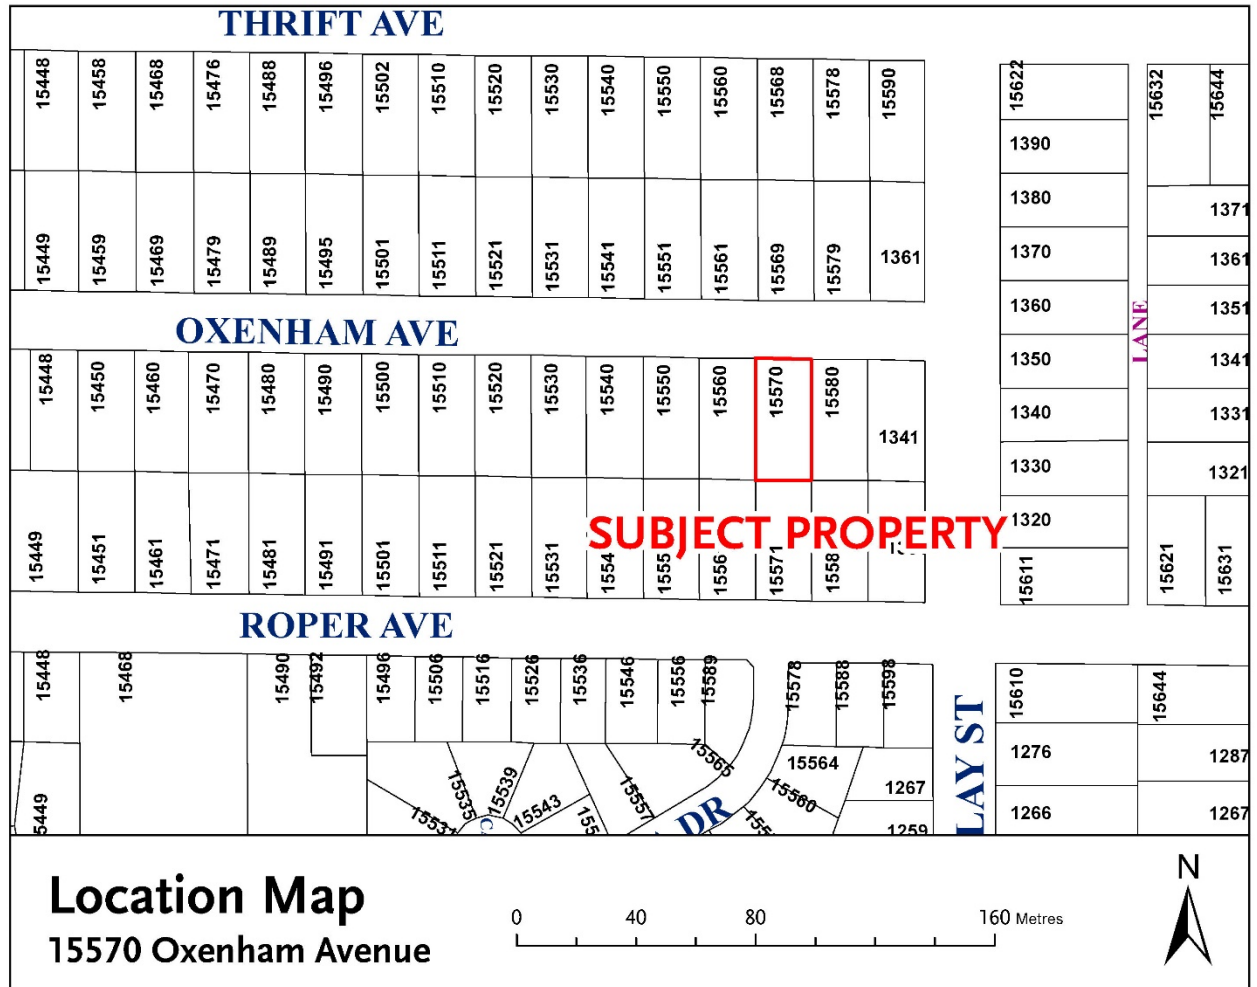 THRIFT AVE
15448 15458 15468 15476 15488 15496 15502 15510 15520 15530 15540 15550 15560 15568 15578 15590 15622 15632 15644
1390
1380
1371
15449 15459 15469 15479 15489 15495 15501 15511 15521 15531 15541 15551 15561 15569 15579 1361 1370 1361
1360 1351
OXENHAM AVE
LANE
1350 1341
15448 15450 15460 15470 15480 15490 15500 15510 15520 15530 15540 15550 15560 15570 15580
1340 1331
1341
1330 1321
SUBJECT PROPERTY
1320
15449 15451 15461 15471 15481 15491 15501 15511 15521 15531 15571 15611 15621 15631
ROPER AVE
15448 15468 15490 15492 15496 15506 15516 15526 15536 15546 15556 15589 15578 15588 15598 15610 15644
LAY ST
15565 15564 1276 1287
15535 15539 15557 15560 1267
15543 1266 1267
5449 15531 DR 1259
Location Map
15570 Oxenham Avenue
0 40 80 160 Metres
N